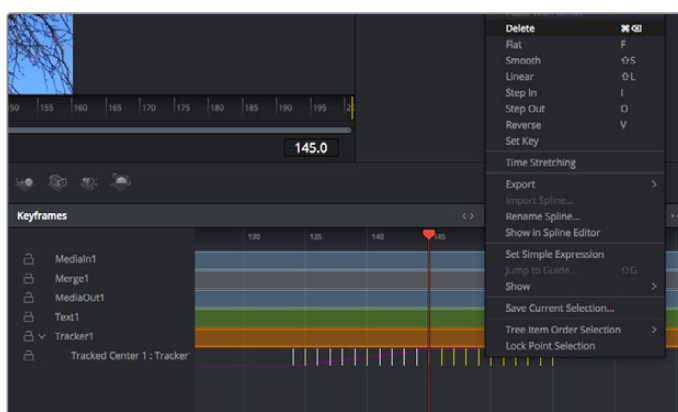 Delete ⌘⌫
Flat F
Smooth ⇧S
Linear ⇧L
Step In I
Step Out O
Reverse V
Set Key
Time Stretching
Export >
Import Spline...
Rename Spline...
Show in Spline Editor
Set Simple Expression
Jump to Guide... ⇧G
Show >
Save Current Selection...
Tree Item Order Selection >
Lock Point Selection
50 155 160 165 170 175 180 185 190 195
145.0
Keyframes
130 135 140 145
MediaIn1
Merge1
MediaOut1
Text1
Tracker1
Tracked Center 1 : Tracker